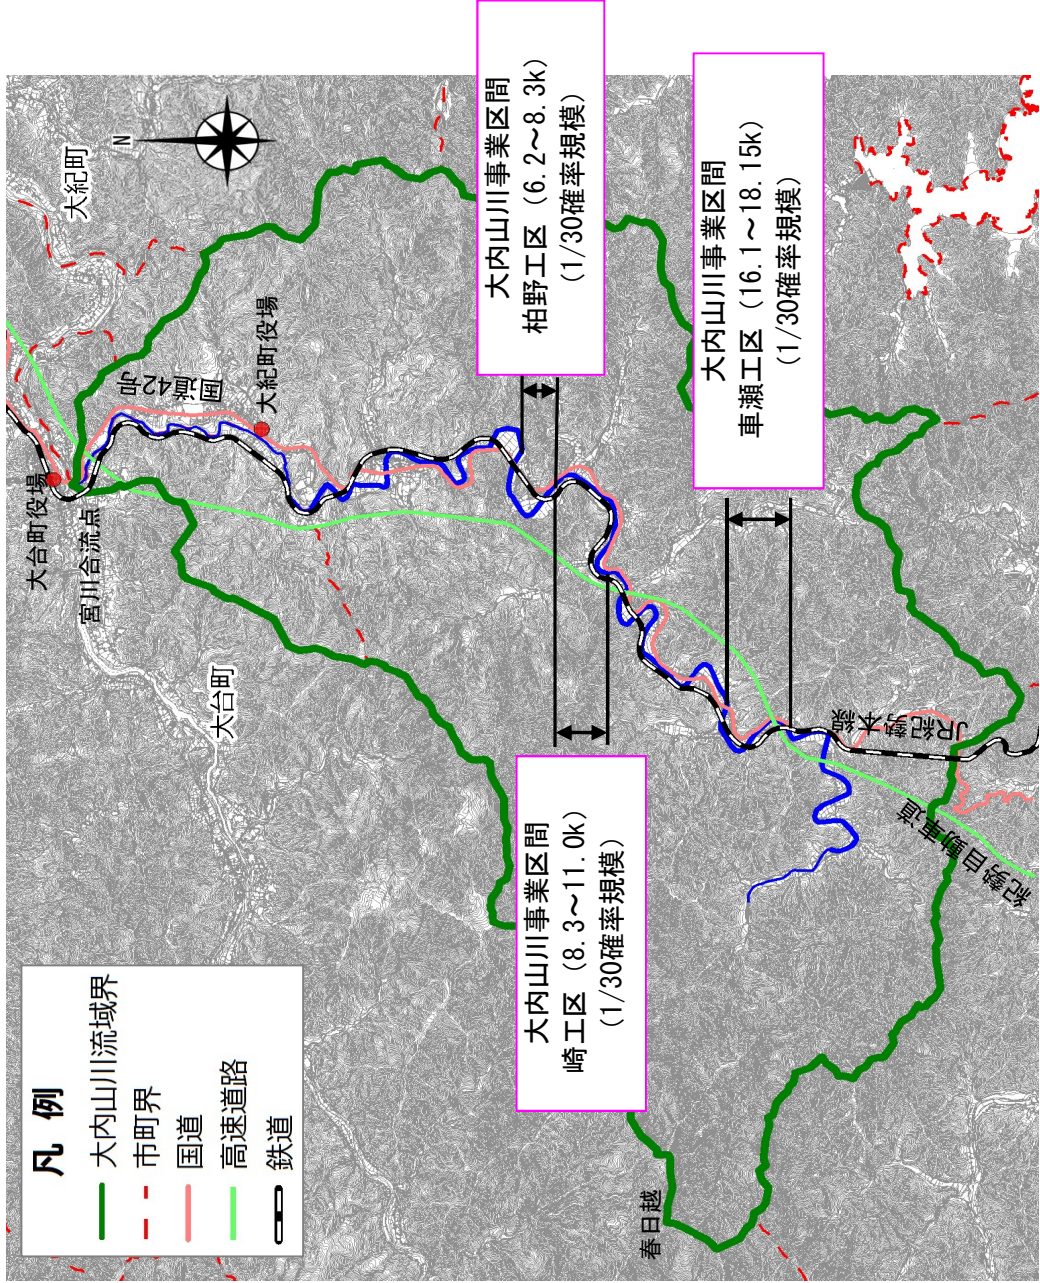 凡 例
大内山川流域界
市町界
国道
高速道路
鉄道
大台町役場
宮川合流点
大台町
国道42号
大紀町役場
大紀町
N
大内山川事業区間
崎工区（8.3～11.0k）
(1/30確率規模)
大内山川事業区間
柏野工区（6.2～8.3k）
(1/30確率規模)
大内山川事業区間
車瀬工区（16.1～18.15k）
(1/30確率規模)
JR紀勢本線
紀勢自動車道
春日越